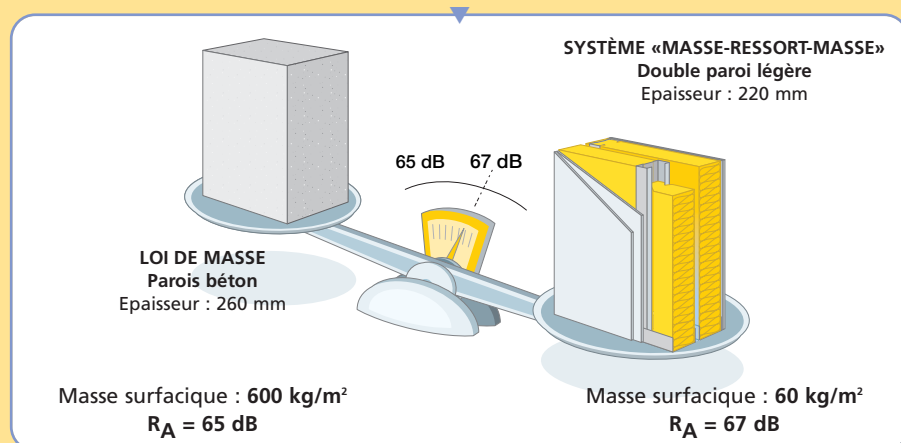 SYSTÈME «MASSE-RESSORT-MASSE»
Double paroi légère
Epaisseur : 220 mm
65 dB 67 dB
LOI DE MASSE
Parois béton
Epaisseur : 260 mm
Masse surfacique : 600 kg/m²
RA = 65 dB
Masse surfacique : 60 kg/m²
RA = 67 dB